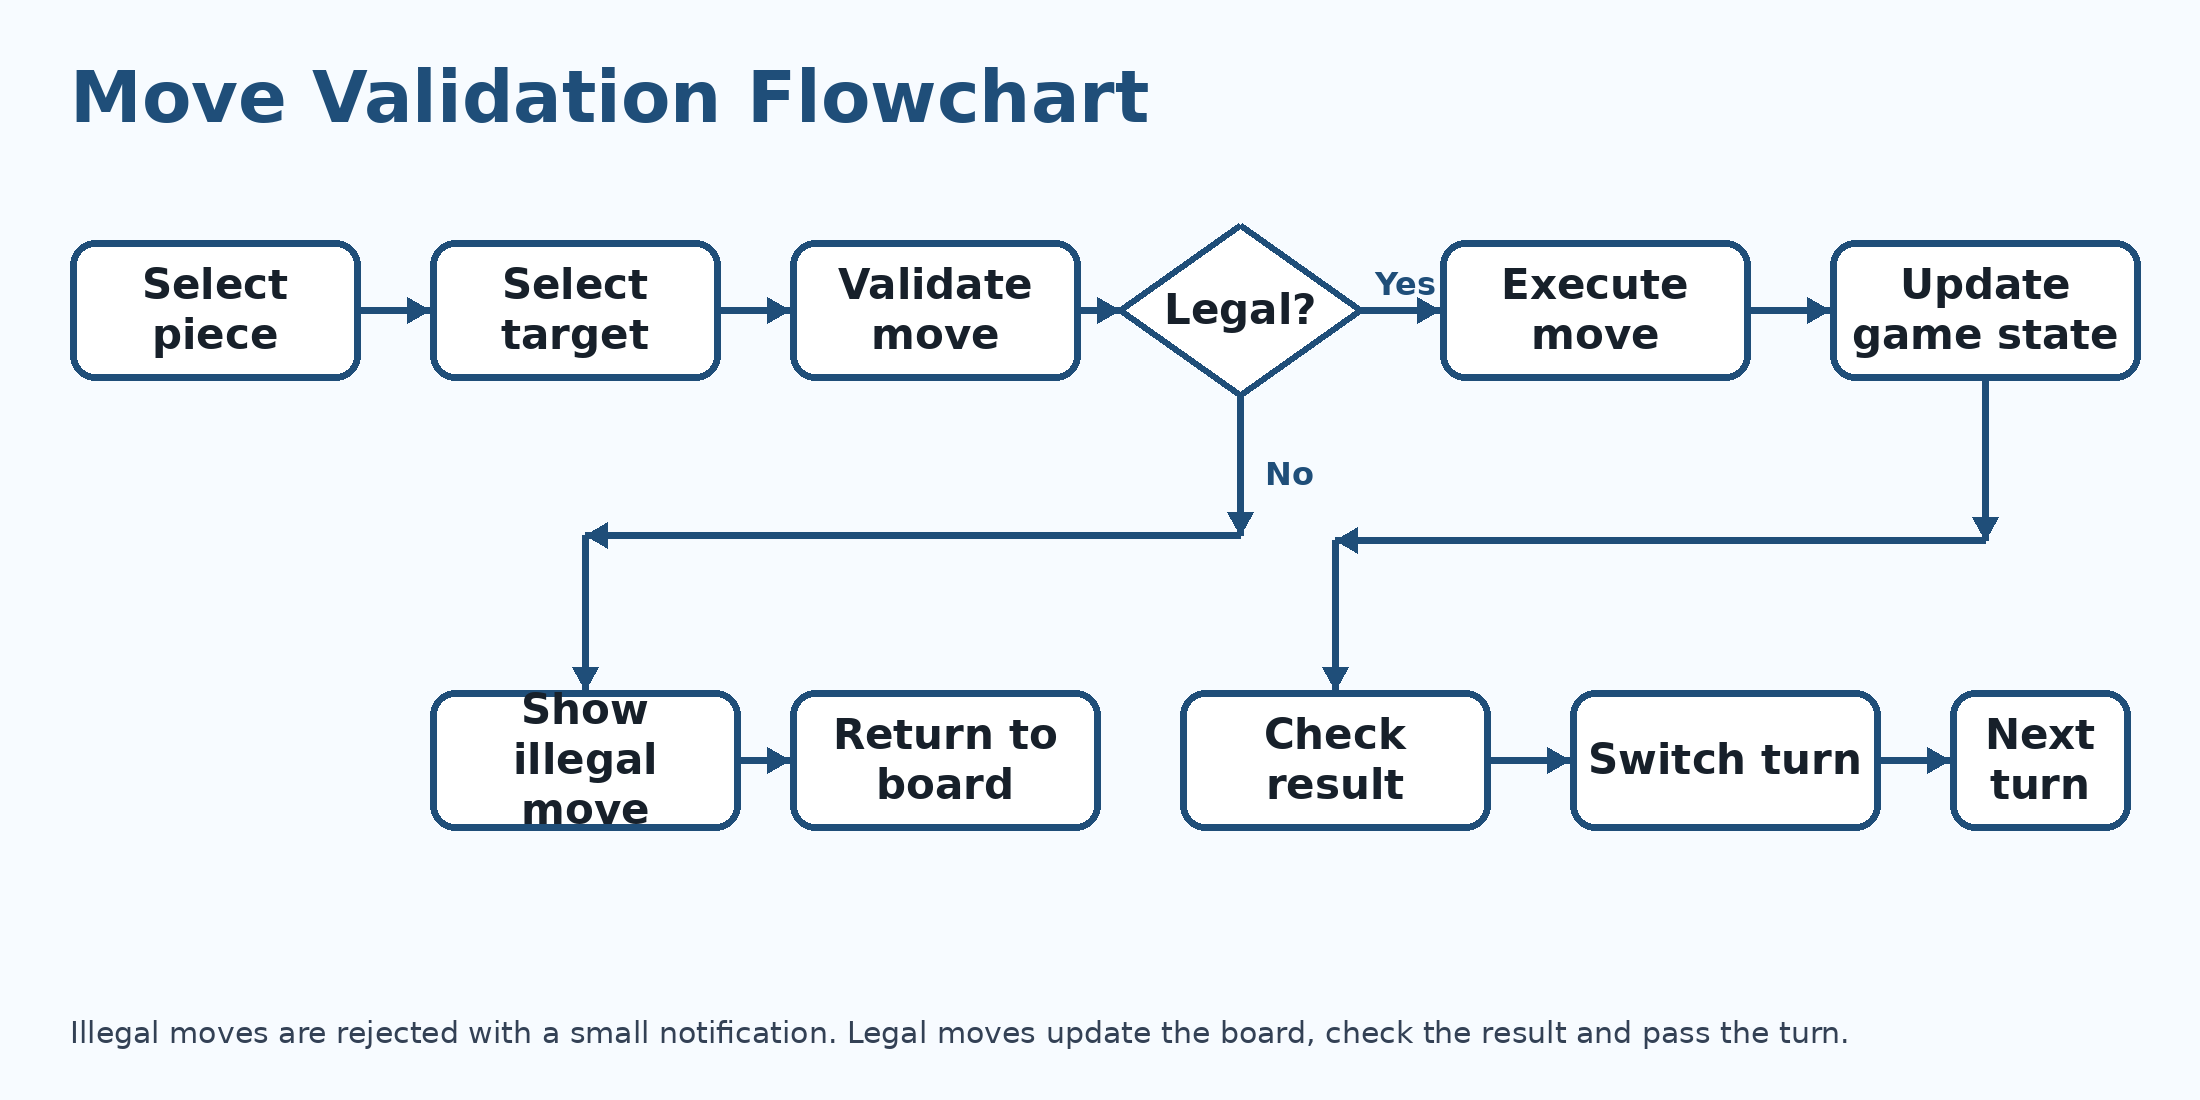 Move Validation Flowchart
Select
piece
Select
target
Validate
move
Legal?
Yes
Execute
move
Update
game state
No
Show
illegal
move
Return to
board
Check
result
Switch turn
Next
turn
Illegal moves are rejected with a small notification. Legal moves update the board, check the result and pass the turn.